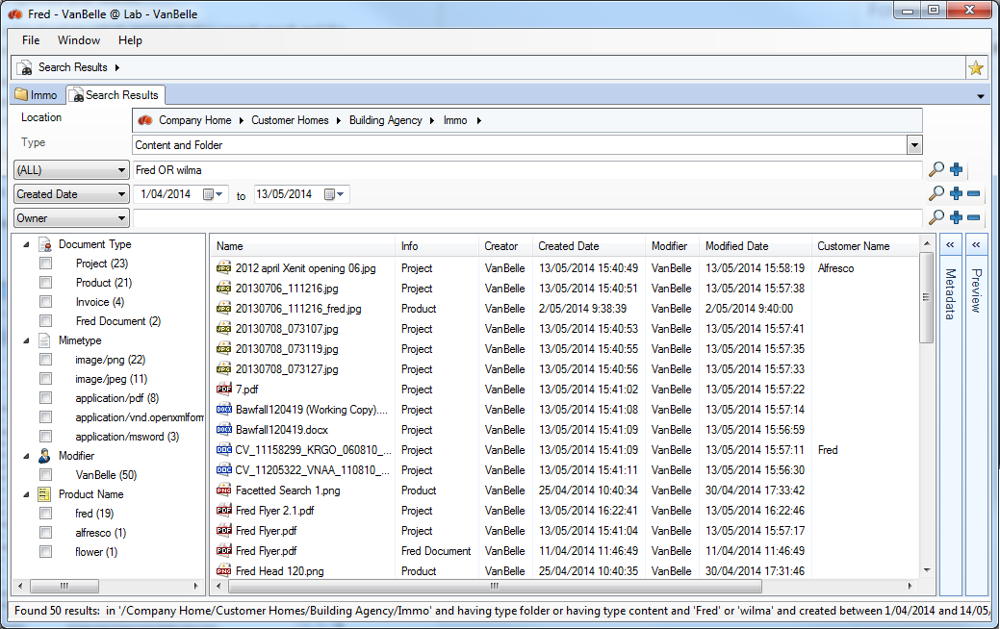 Fred - VanBelle @ Lab - VanBelle
File Window Help
Search Results
Immo Search Results
Location Company Home Customer Homes Building Agency Immo
Type Content and Folder
(ALL) Fred OR wilma
Created Date 1/04/2014 to 13/05/2014
Owner
Document Type
Project (23)
Product (21)
Invoice (4)
Fred Document (2)
Mimetype
image/png (22)
image/jpeg (11)
application/pdf (8)
application/vnd.openxmlform
application/msword (3)
Modifier
VanBelle (50)
Product Name
fred (19)
alfresco (1)
flower (1)
Name Info Creator Created Date Modifier Modified Date Customer Name
JPG 2012 april Xenit opening 06.jpg Project VanBelle 13/05/2014 15:40:49 VanBelle 13/05/2014 15:58:19 Alfresco
JPG 20130706_111216.jpg Project VanBelle 13/05/2014 15:40:51 VanBelle 13/05/2014 15:57:38
JPG 20130706_111216_fred.jpg Product VanBelle 2/05/2014 9:38:39 VanBelle 2/05/2014 9:40:00
JPG 20130708_073107.jpg Project VanBelle 13/05/2014 15:40:53 VanBelle 13/05/2014 15:57:41
JPG 20130708_073119.jpg Project VanBelle 13/05/2014 15:40:55 VanBelle 13/05/2014 15:57:35
JPG 20130708_073127.jpg Project VanBelle 13/05/2014 15:40:56 VanBelle 13/05/2014 15:57:33
PDF 7.pdf Project VanBelle 13/05/2014 15:41:02 VanBelle 13/05/2014 15:57:22
DOCX Bawfall120419 (Working Copy).... Project VanBelle 13/05/2014 15:41:08 VanBelle 13/05/2014 15:57:14
DOCX Bawfall120419.docx Project VanBelle 13/05/2014 15:41:09 VanBelle 13/05/2014 15:56:59
DOC CV_11158299_KRGO_060810_... Project VanBelle 13/05/2014 15:41:09 VanBelle 13/05/2014 15:57:11 Fred
DOC CV_11205322_VNAA_110810_... Project VanBelle 13/05/2014 15:41:11 VanBelle 13/05/2014 15:56:30
PNG Facetted Search 1.png Product VanBelle 25/04/2014 10:40:34 VanBelle 30/04/2014 17:33:42
PDF Fred Flyer 2.1.pdf Project VanBelle 13/05/2014 16:22:41 VanBelle 13/05/2014 16:22:46
PDF Fred Flyer.pdf Project VanBelle 13/05/2014 15:41:04 VanBelle 13/05/2014 15:57:17
PDF Fred Flyer.pdf Fred Document VanBelle 11/04/2014 11:46:49 VanBelle 11/04/2014 11:46:49
PNG Fred Head 120.png Product VanBelle 25/04/2014 10:40:35 VanBelle 30/04/2014 17:31:46
Metadata
Preview
Found 50 results: in '/Company Home/Customer Homes/Building Agency/Immo' and having type folder or having type content and 'Fred' or 'wilma' and created between 1/04/2014 and 14/05/